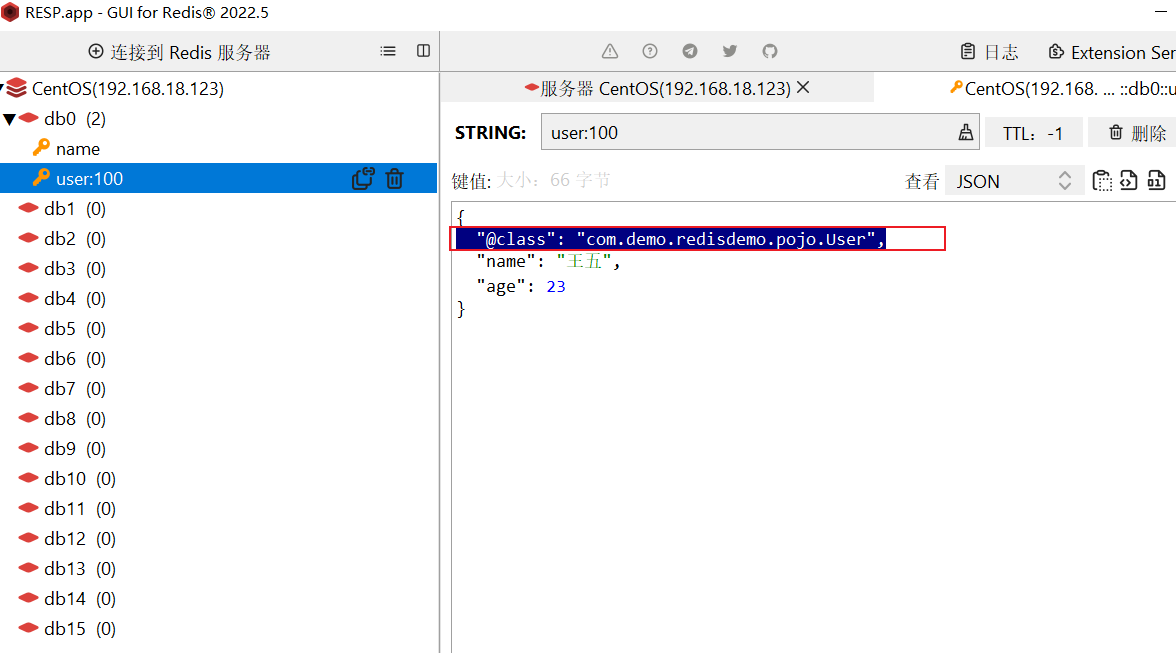 RESP.app - GUI for Redis® 2022.5
连接到 Redis 服务器
日志
Extension Ser
CentOS(192.168.18.123)
服务器 CentOS(192.168.18.123)
CentOS(192.168. ... ::db0::u
db0 (2)
name
user:100
STRING:
user:100
TTL: -1
删除
键值: 大小: 66 字节
查看
JSON
{
"@class": "com.demo.redisdemo.pojo.User",
"name": "王五",
"age": 23
}
db1 (0)
db2 (0)
db3 (0)
db4 (0)
db5 (0)
db6 (0)
db7 (0)
db8 (0)
db9 (0)
db10 (0)
db11 (0)
db12 (0)
db13 (0)
db14 (0)
db15 (0)